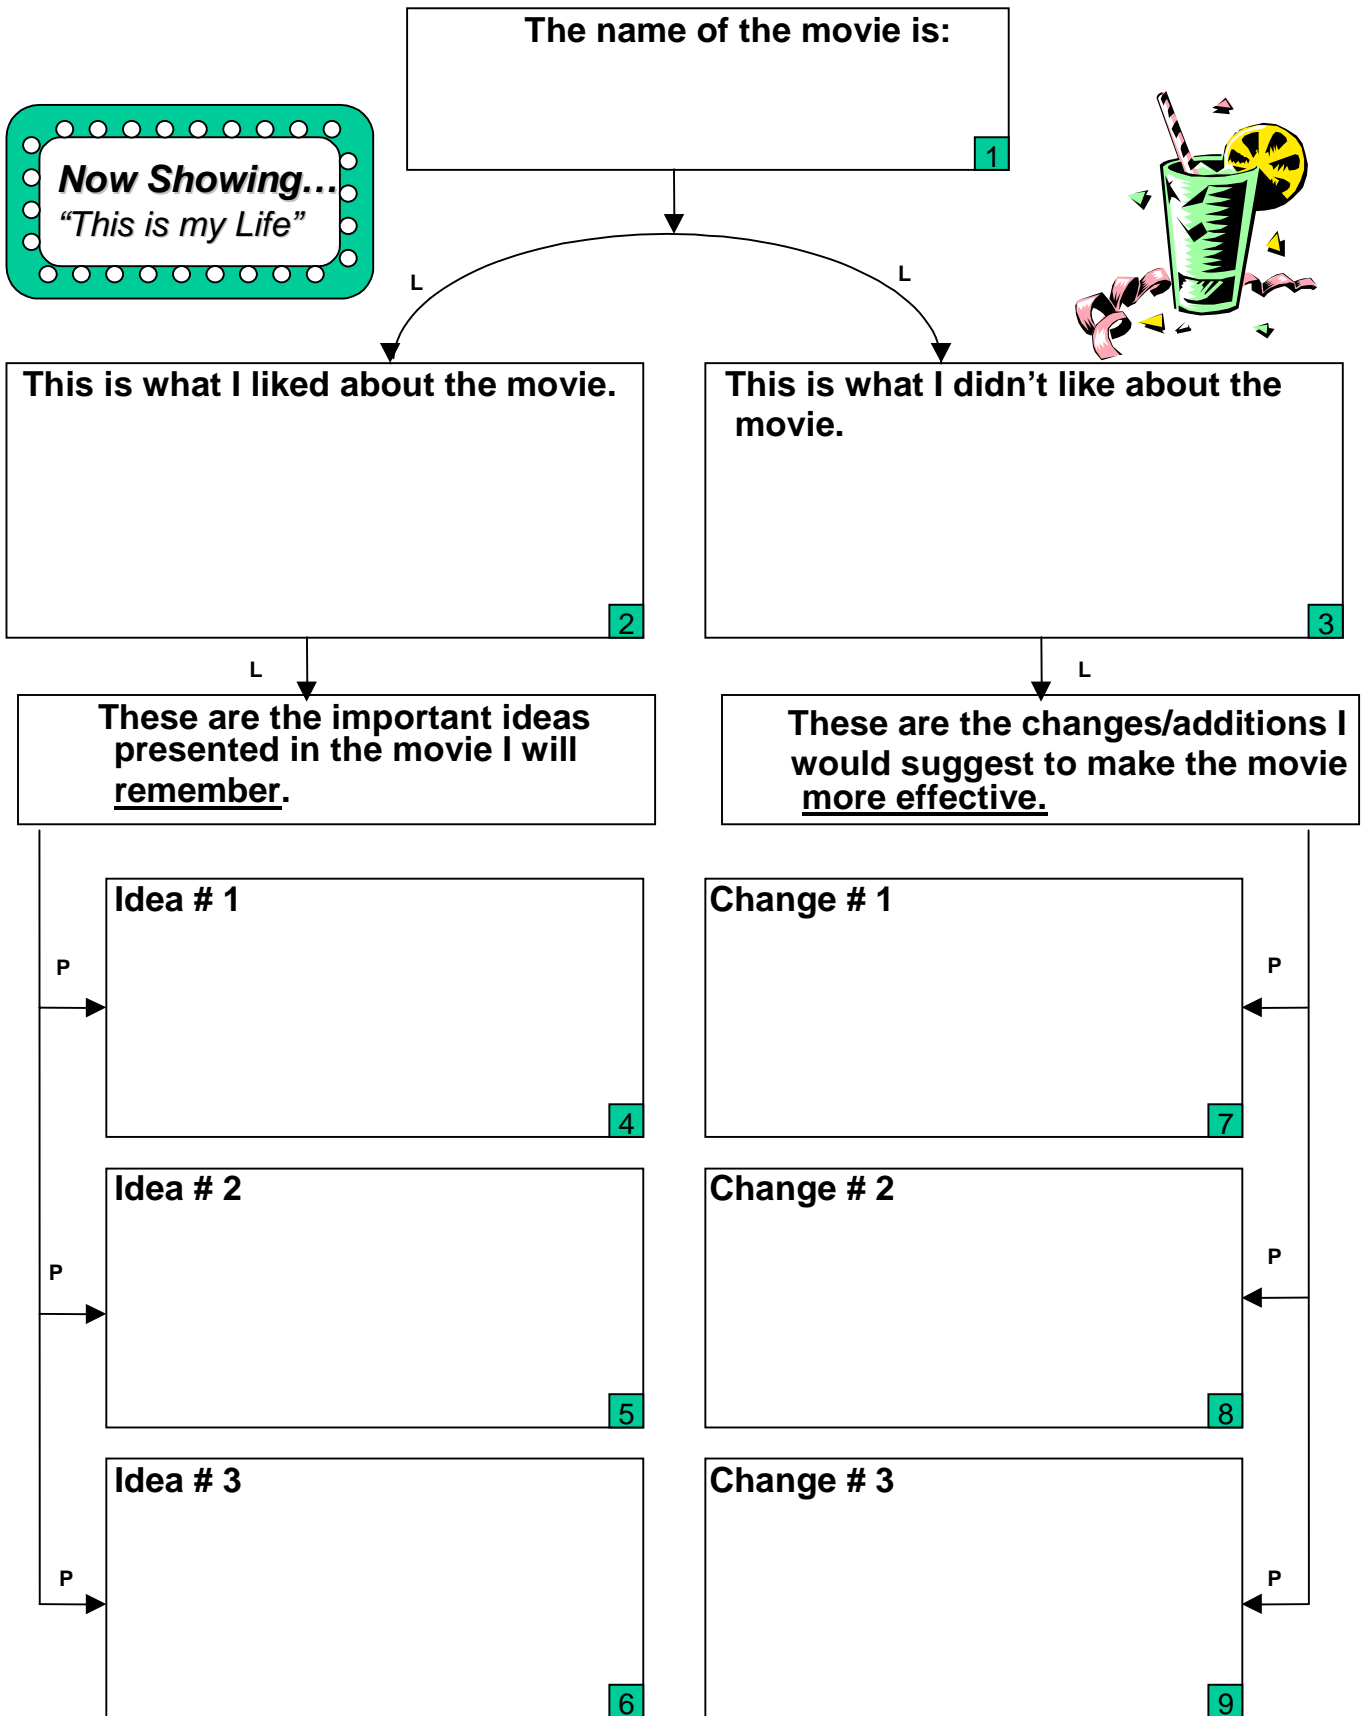 The name of the movie is:
1
Now Showing…
“This is my Life”
L
L
This is what I liked about the movie.
2
This is what I didn’t like about the
movie.
3
L
L
These are the important ideas
presented in the movie I will
remember.
These are the changes/additions I
would suggest to make the movie
more effective.
Idea # 1
P
4
Change # 1
P
7
Idea # 2
P
5
Change # 2
P
8
Idea # 3
P
6
Change # 3
P
9